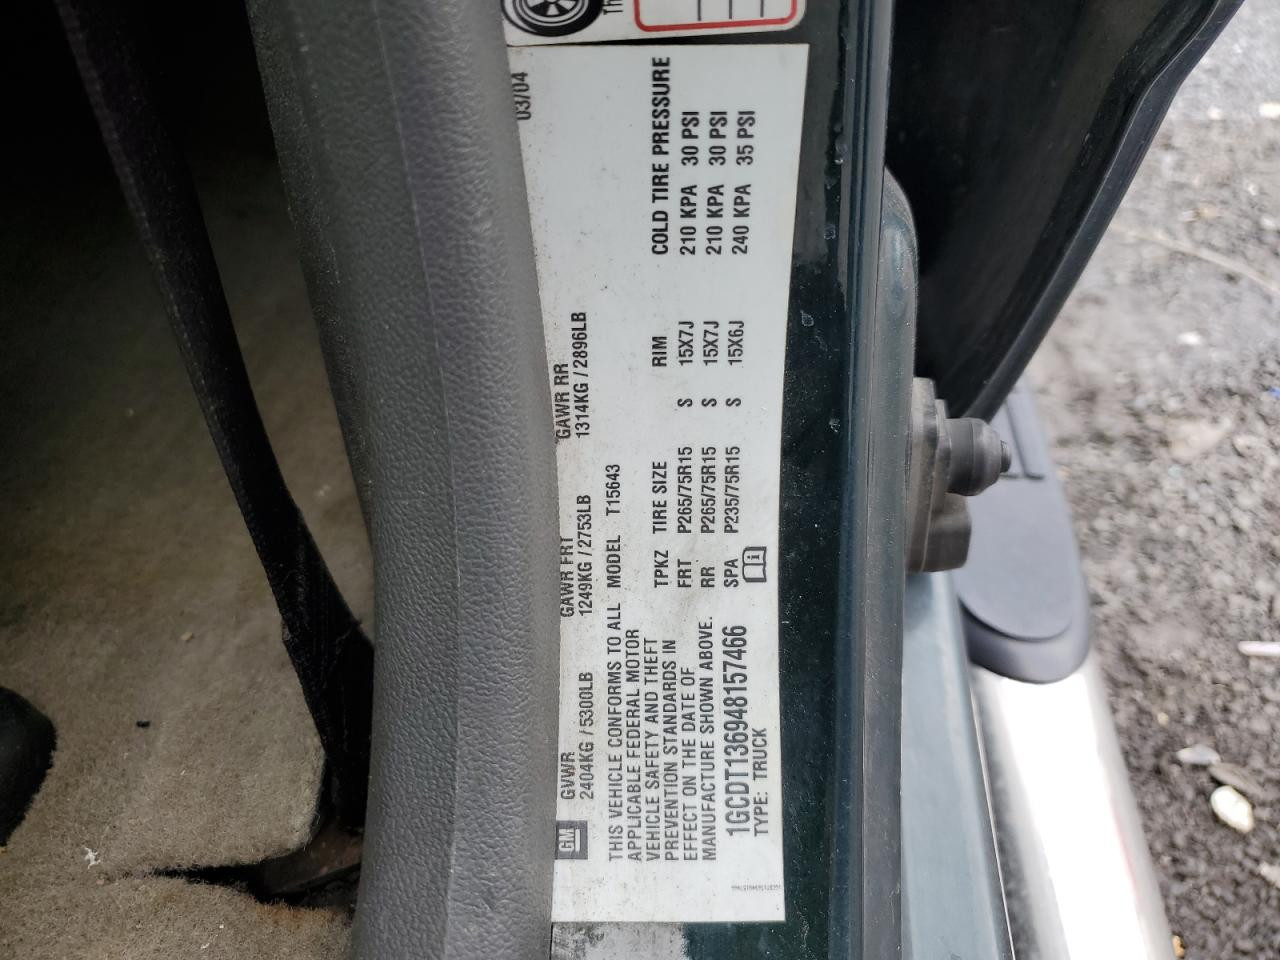 Th
03/04
GM
GVWR GAWR FRT GAWR RR
2404KG / 5300LB 1249KG / 2753LB 1314KG / 2896LB
THIS VEHICLE CONFORMS TO ALL
APPLICABLE FEDERAL MOTOR
VEHICLE SAFETY AND THEFT
PREVENTION STANDARDS IN
EFFECT ON THE DATE OF
MANUFACTURE SHOWN ABOVE.
1GCDT136948157466
TYPE: TRUCK
MODEL T15643
TPKZ TIRE SIZE RIM COLD TIRE PRESSURE
FRT P265/75R15 S 15X7J 210 KPA 30 PSI
RR P265/75R15 S 15X7J 210 KPA 30 PSI
SPA P235/75R15 S 15X6J 240 KPA 35 PSI